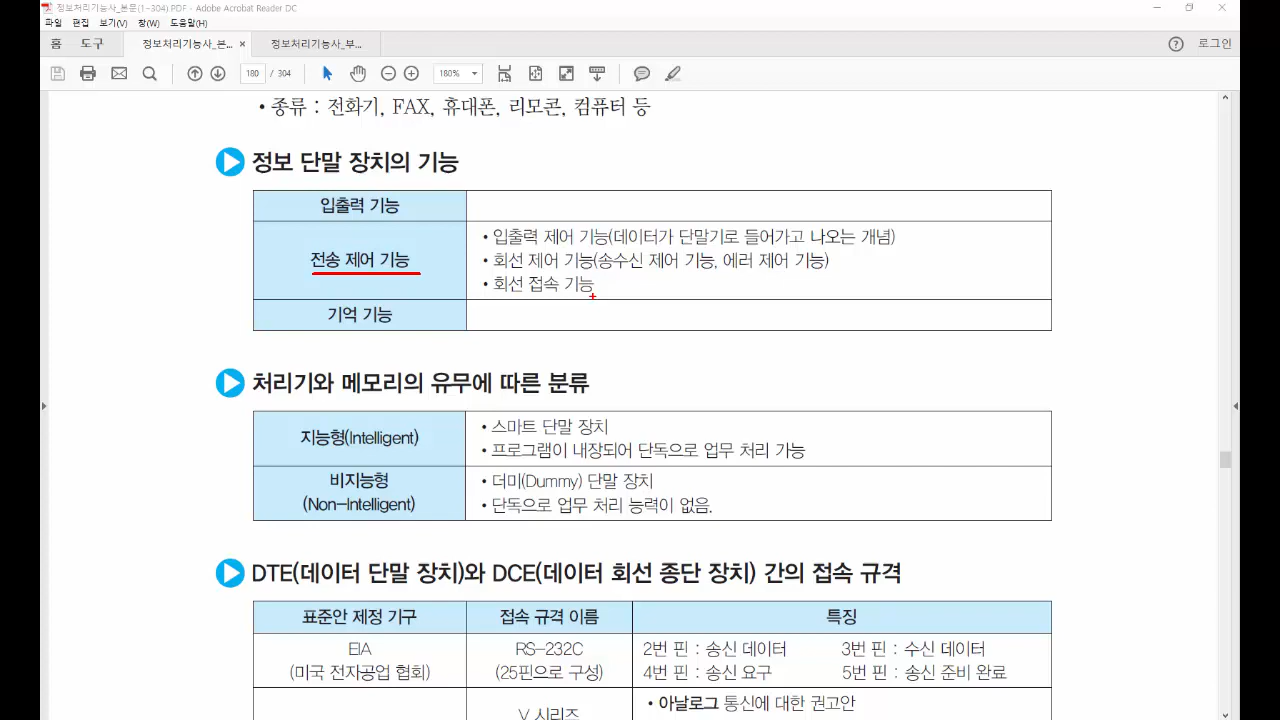 정보처리기능사_본문(1-304).PDF - Adobe Acrobat Reader DC
파일 편집 보기(V) 창(W) 도움말(H)
홈 도구 정보처리기능사_본... × 정보처리기능사_부... ? 로그인
180 / 304 180%
• 종류 : 전화기, FAX, 휴대폰, 리모콘, 컴퓨터 등
정보 단말 장치의 기능
입출력 기능
전송 제어 기능
• 입출력 제어 기능(데이터가 단말기로 들어가고 나오는 개념)
• 회선 제어 기능(송수신 제어 기능, 에러 제어 기능)
• 회선 접속 기능
기억 기능
처리기와 메모리의 유무에 따른 분류
지능형(Intelligent)
• 스마트 단말 장치
• 프로그램이 내장되어 단독으로 업무 처리 가능
비지능형
(Non-Intelligent)
• 더미(Dummy) 단말 장치
• 단독으로 업무 처리 능력이 없음.
DTE(데이터 단말 장치)와 DCE(데이터 회선 종단 장치) 간의 접속 규격
표준안 제정 기구 접속 규격 이름 특징
EIA
(미국 전자공업 협회)
RS-232C
(25핀으로 구성)
2번 핀 : 송신 데이터 3번 핀 : 수신 데이터
4번 핀 : 송신 요구 5번 핀 : 송신 준비 완료
V 시리즈
• 아날로그 통신에 대한 권고안